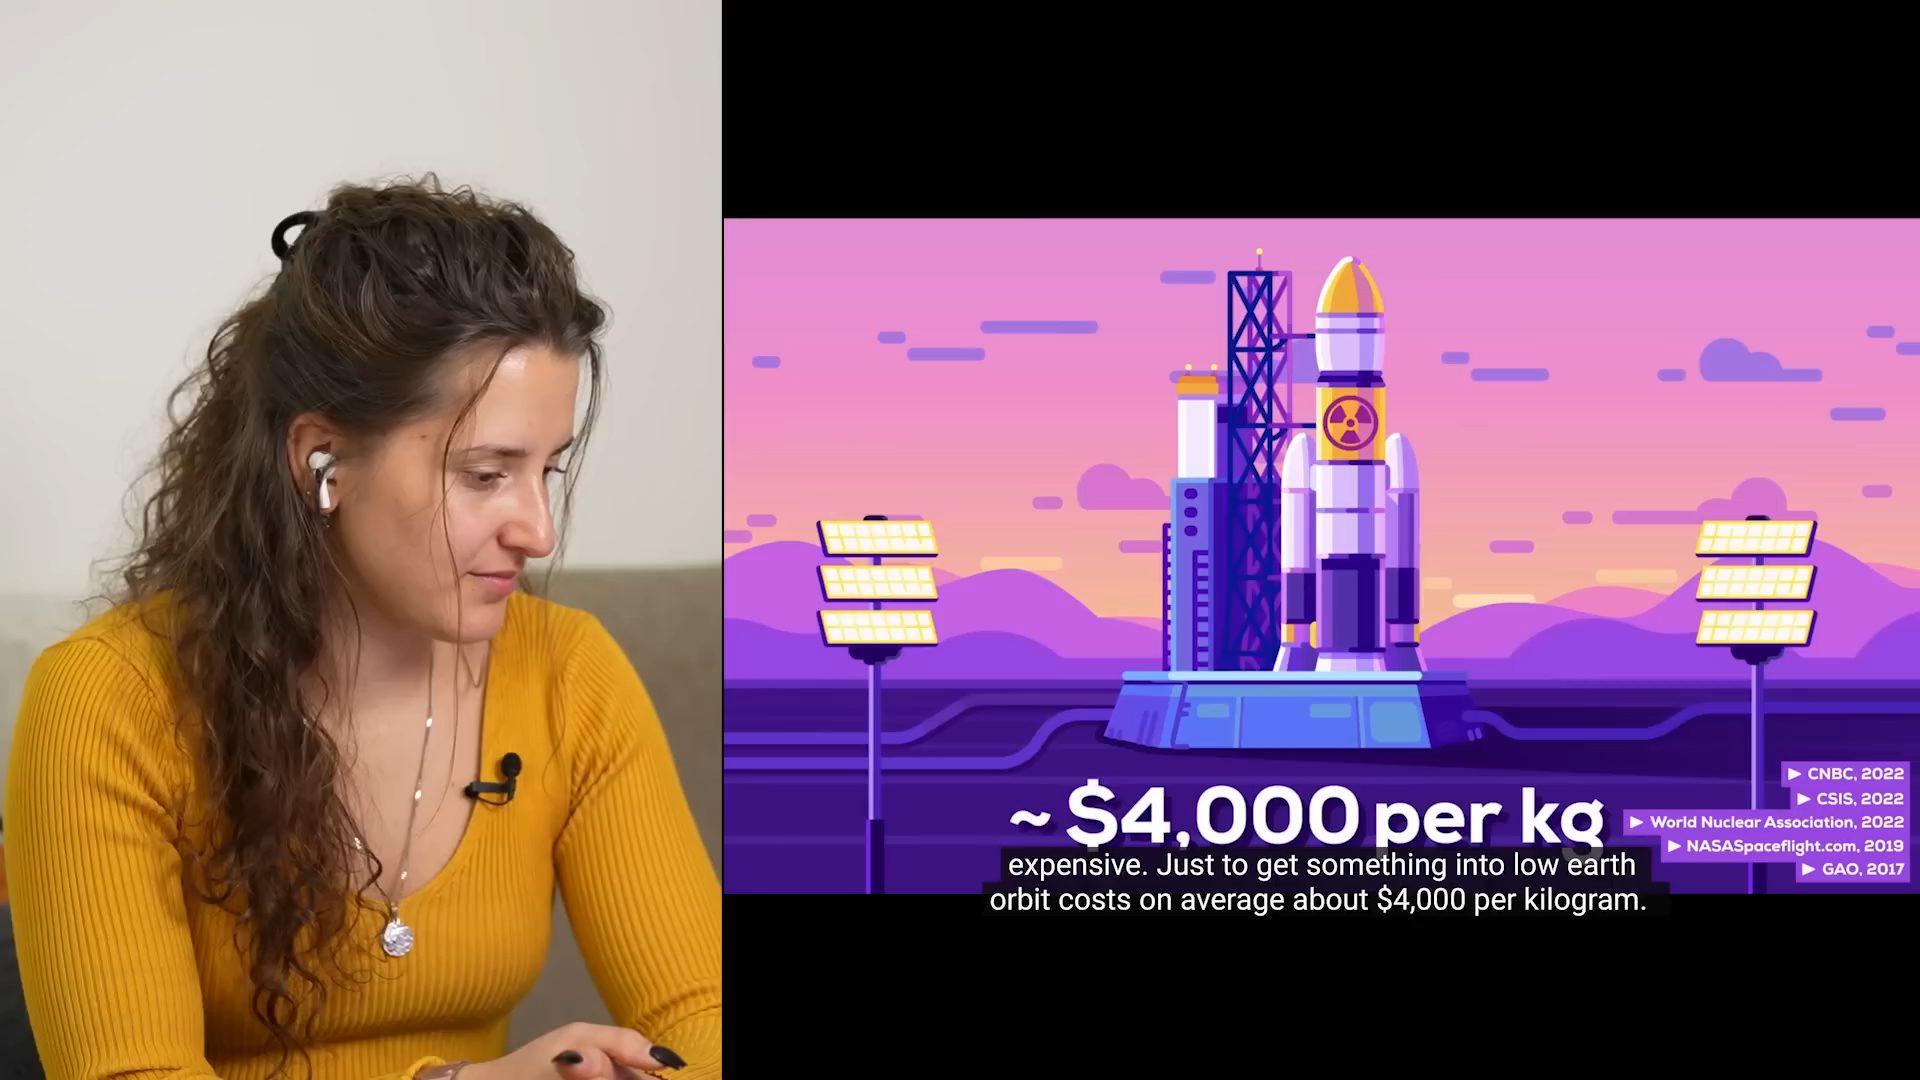 ~ $4,000 per kg
expensive. Just to get something into low earth
orbit costs on average about $4,000 per kilogram.
► CNBC, 2022
► CSIS, 2022
► World Nuclear Association, 2022
► NASASpaceflight.com, 2019
► GAO, 2017